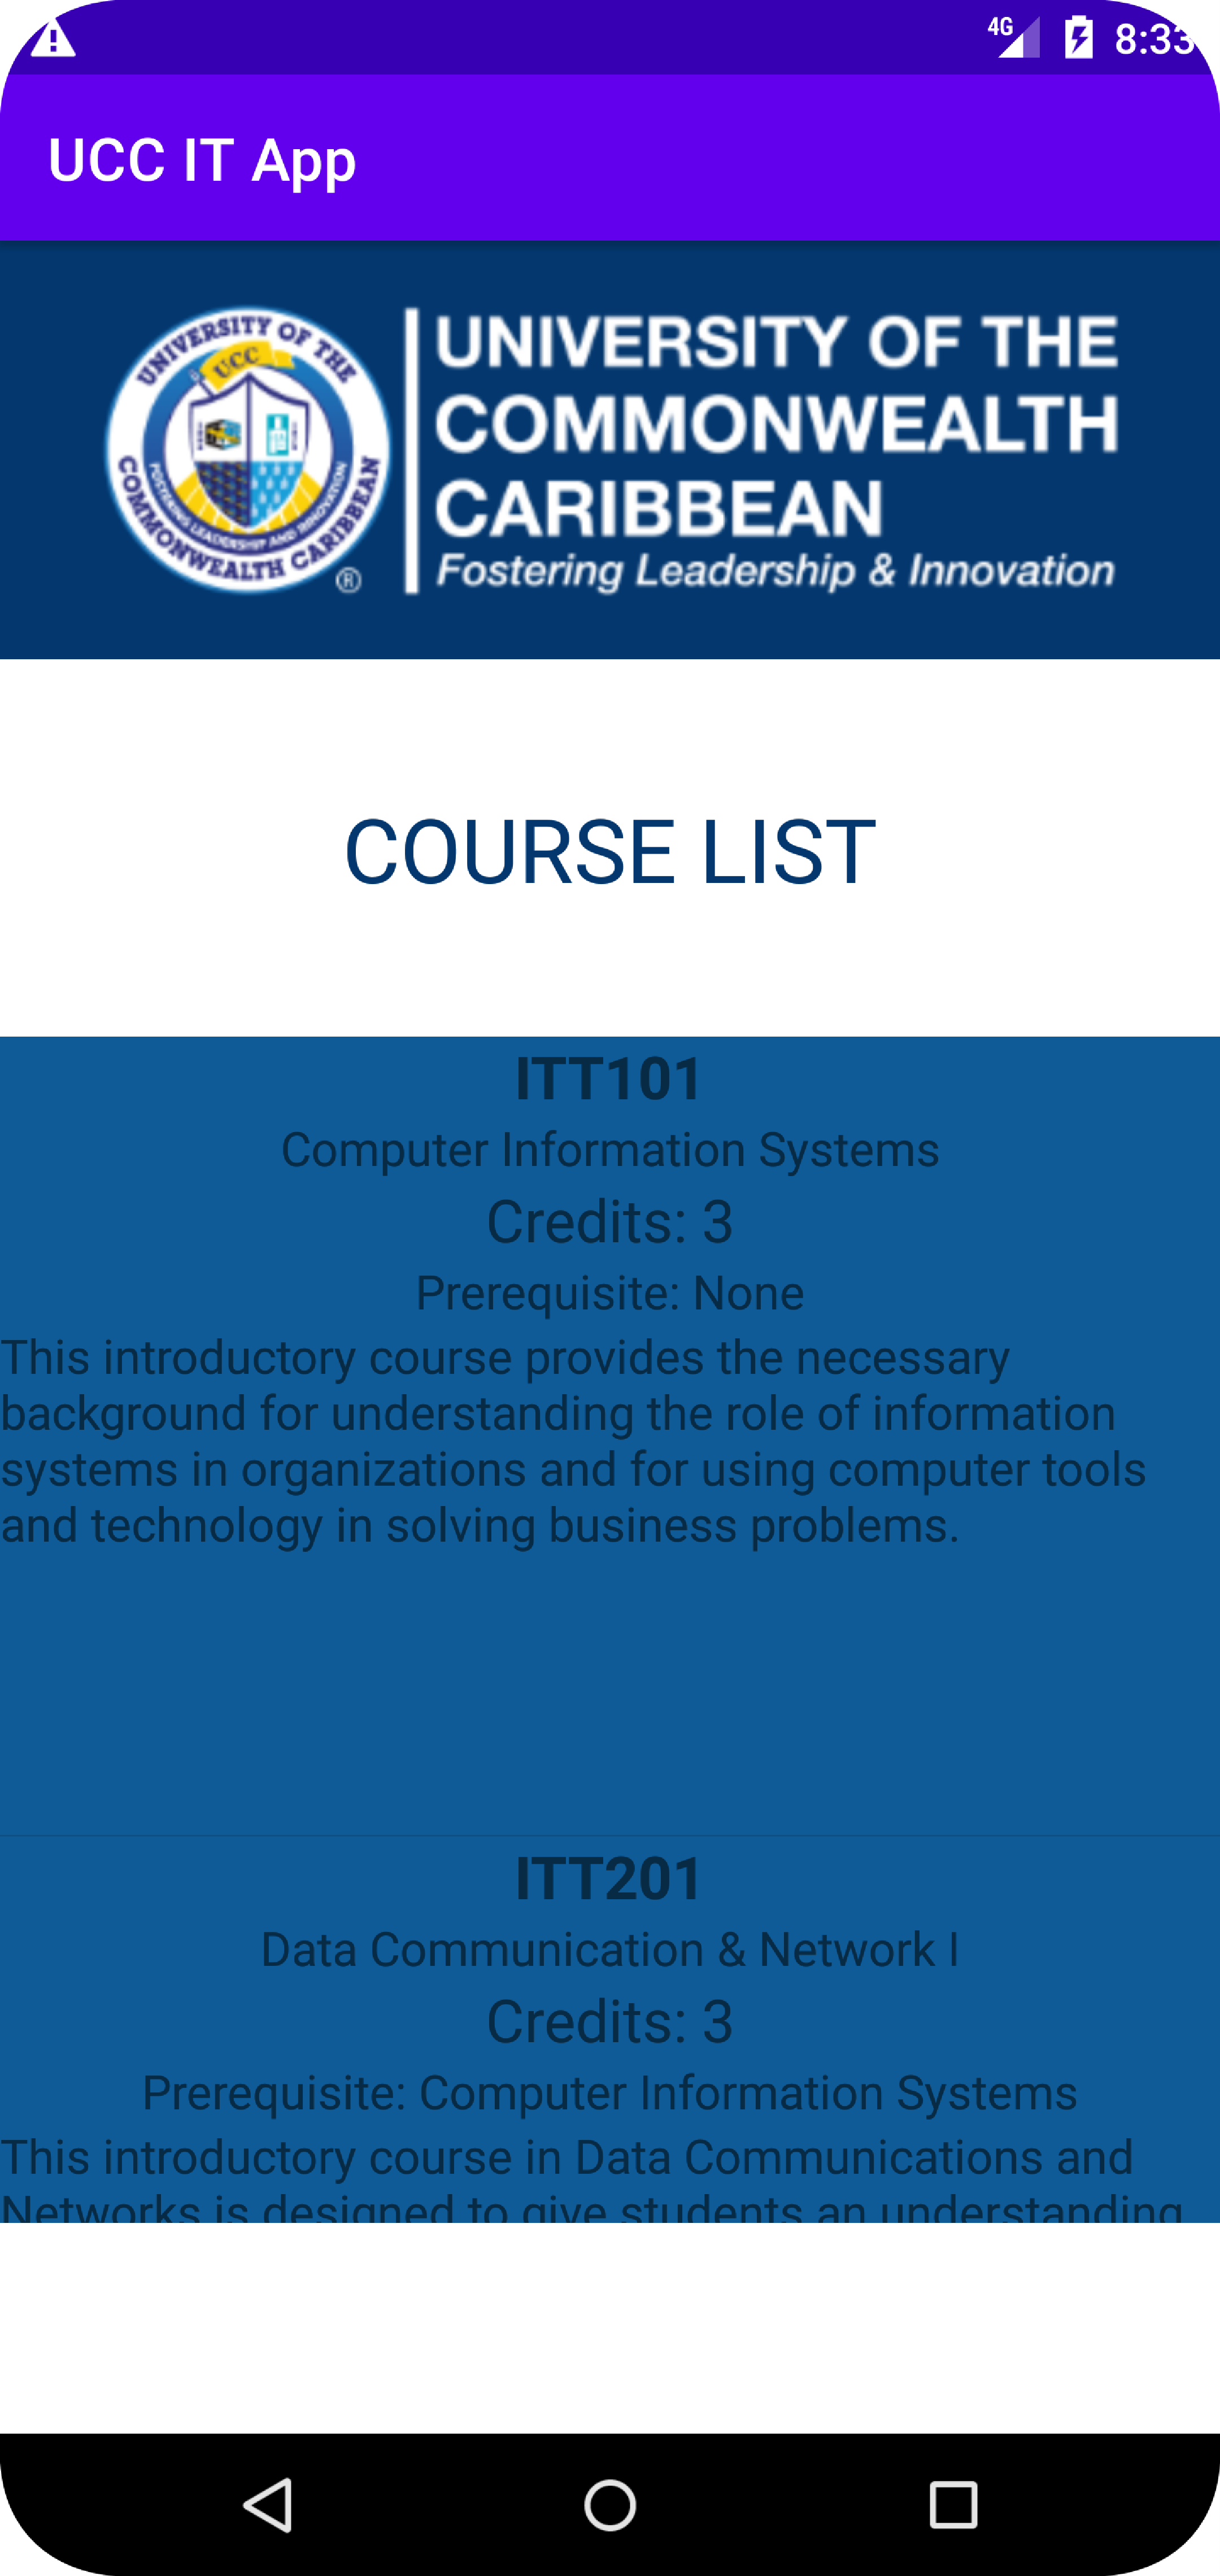 4G 8:33
UCC IT App
UNIVERSITY OF THE
COMMONWEALTH CARIBBEAN
UCC
FOSTERING LEADERSHIP AND INNOVATION
®
UNIVERSITY OF THE
COMMONWEALTH
CARIBBEAN
Fostering Leadership & Innovation
COURSE LIST
ITT101
Computer Information Systems
Credits: 3
Prerequisite: None
This introductory course provides the necessary
background for understanding the role of information
systems in organizations and for using computer tools
and technology in solving business problems.
ITT201
Data Communication & Network I
Credits: 3
Prerequisite: Computer Information Systems
This introductory course in Data Communications and
Networks is designed to give students an understanding